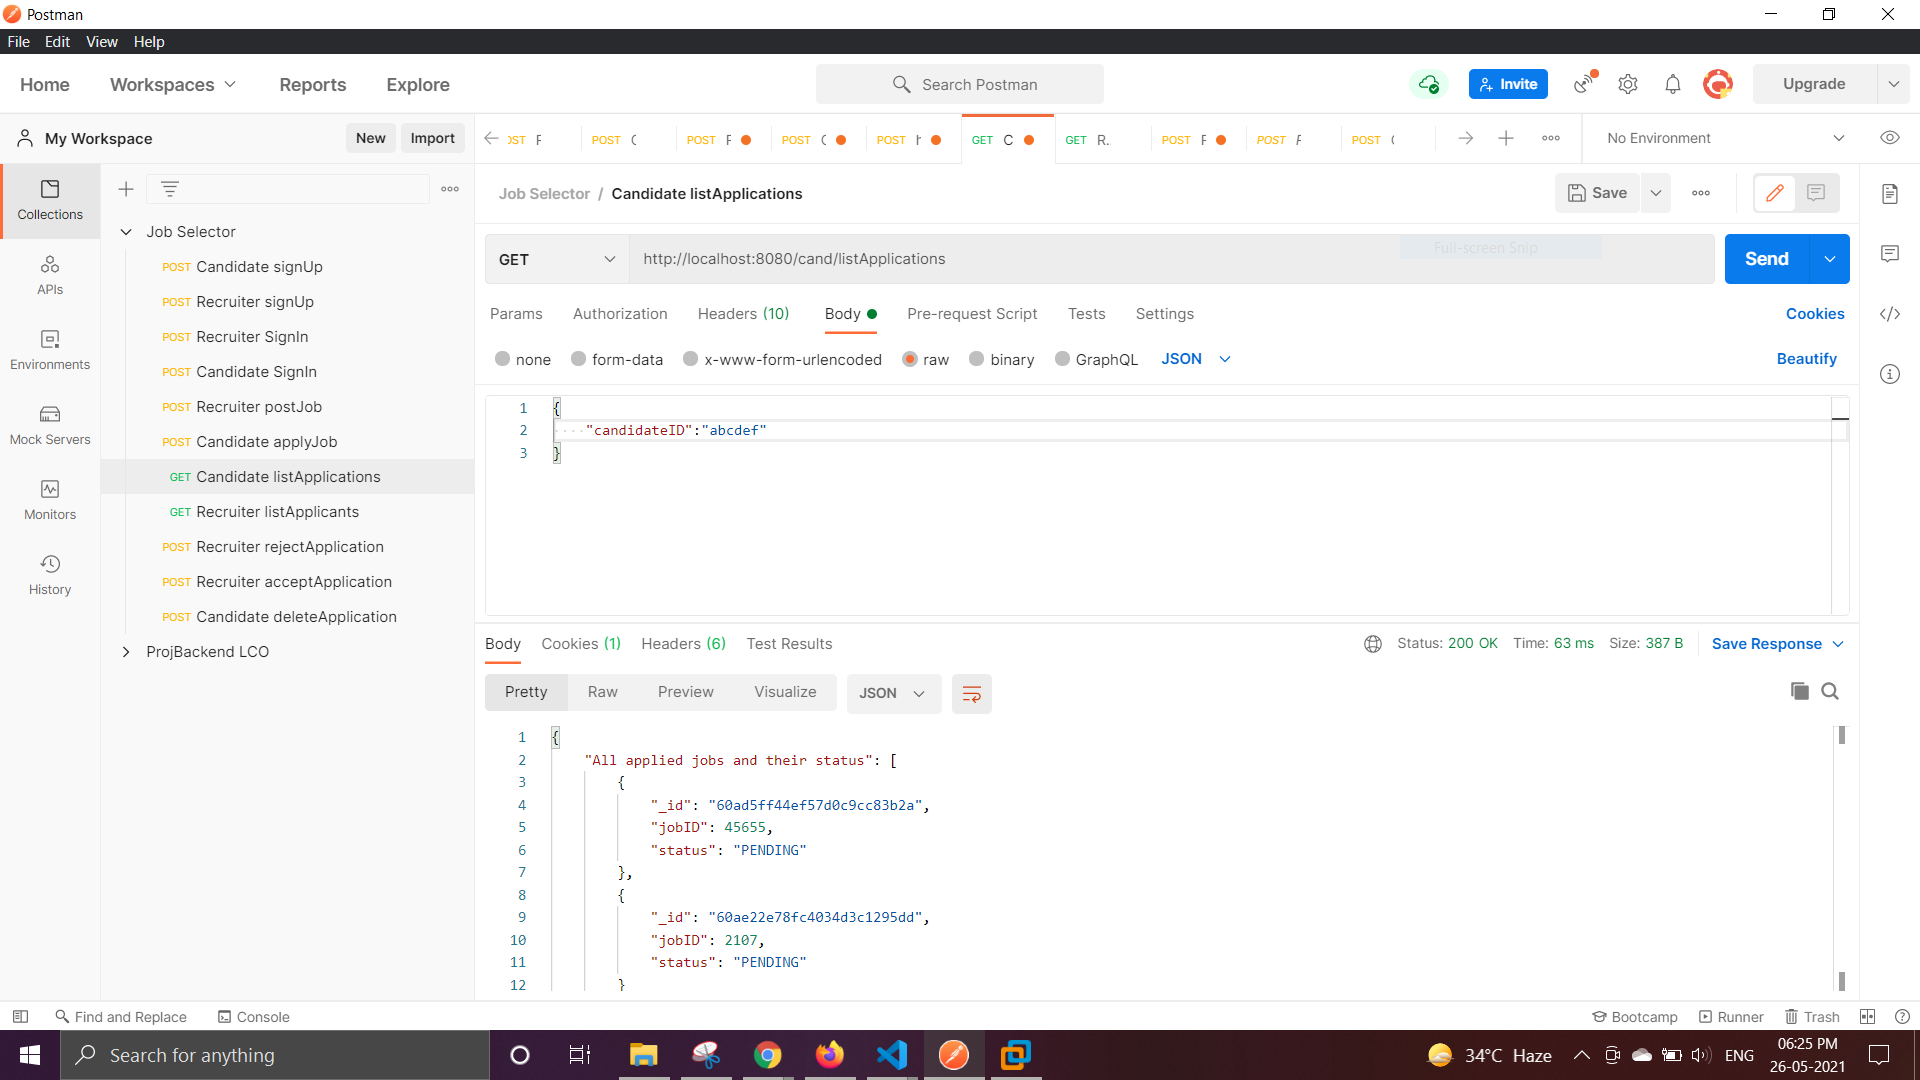 Postman
File Edit View Help
Home Workspaces Reports Explore Search Postman Invite Upgrade
My Workspace New Import
POST POST POST POST POST GET C GET R. POST POST POST No Environment
Job Selector / Candidate listApplications Save
Collections
APIs
Environments
Mock Servers
Monitors
History
Job Selector
POST Candidate signUp
POST Recruiter signUp
POST Recruiter SignIn
POST Candidate SignIn
POST Recruiter postJob
POST Candidate applyJob
GET Candidate listApplications
GET Recruiter listApplicants
POST Recruiter rejectApplication
POST Recruiter acceptApplication
POST Candidate deleteApplication
ProjBackend LCO
GET http://localhost:8080/cand/listApplications Full-screen Snip Send
Params Authorization Headers (10) Body Pre-request Script Tests Settings Cookies
none form-data x-www-form-urlencoded raw binary GraphQL JSON Beautify
1 {
2 "candidateID":"abcdef"
3 }
Body Cookies (1) Headers (6) Test Results Status: 200 OK Time: 63 ms Size: 387 B Save Response
Pretty Raw Preview Visualize JSON
1 {
2 "All applied jobs and their status": [
3 {
4 "_id": "60ad5ff44ef57d0c9cc83b2a",
5 "jobID": 45655,
6 "status": "PENDING"
7 },
8 {
9 "_id": "60ae22e78fc4034d3c1295dd",
10 "jobID": 2107,
11 "status": "PENDING"
12 }
Find and Replace Console Bootcamp Runner Trash
Search for anything 34°C Haze ENG 06:25 PM
26-05-2021